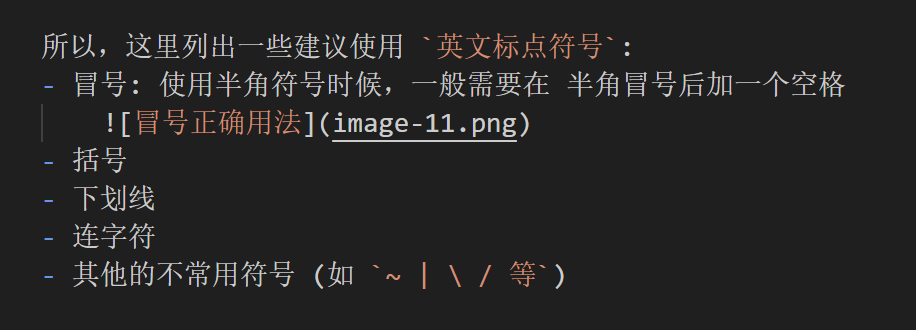 所以，这里列出一些建议使用 `英文标点符号`:
- 冒号: 使用半角符号时候，一般需要在 半角冒号后加一个空格
![冒号正确用法](image-11.png)
- 括号
- 下划线
- 连字符
- 其他的不常用符号 (如 `~ | \ / 等`)